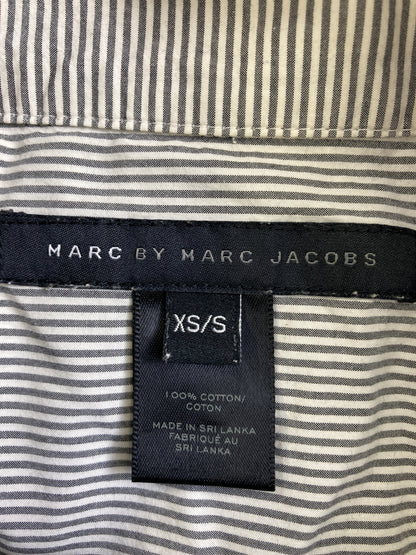 MARC BY MARC JACOBS
XS/S
100% COTTON/
COTON
MADE IN SRI LANKA
FABRIQUÉ AU
SRI LANKA